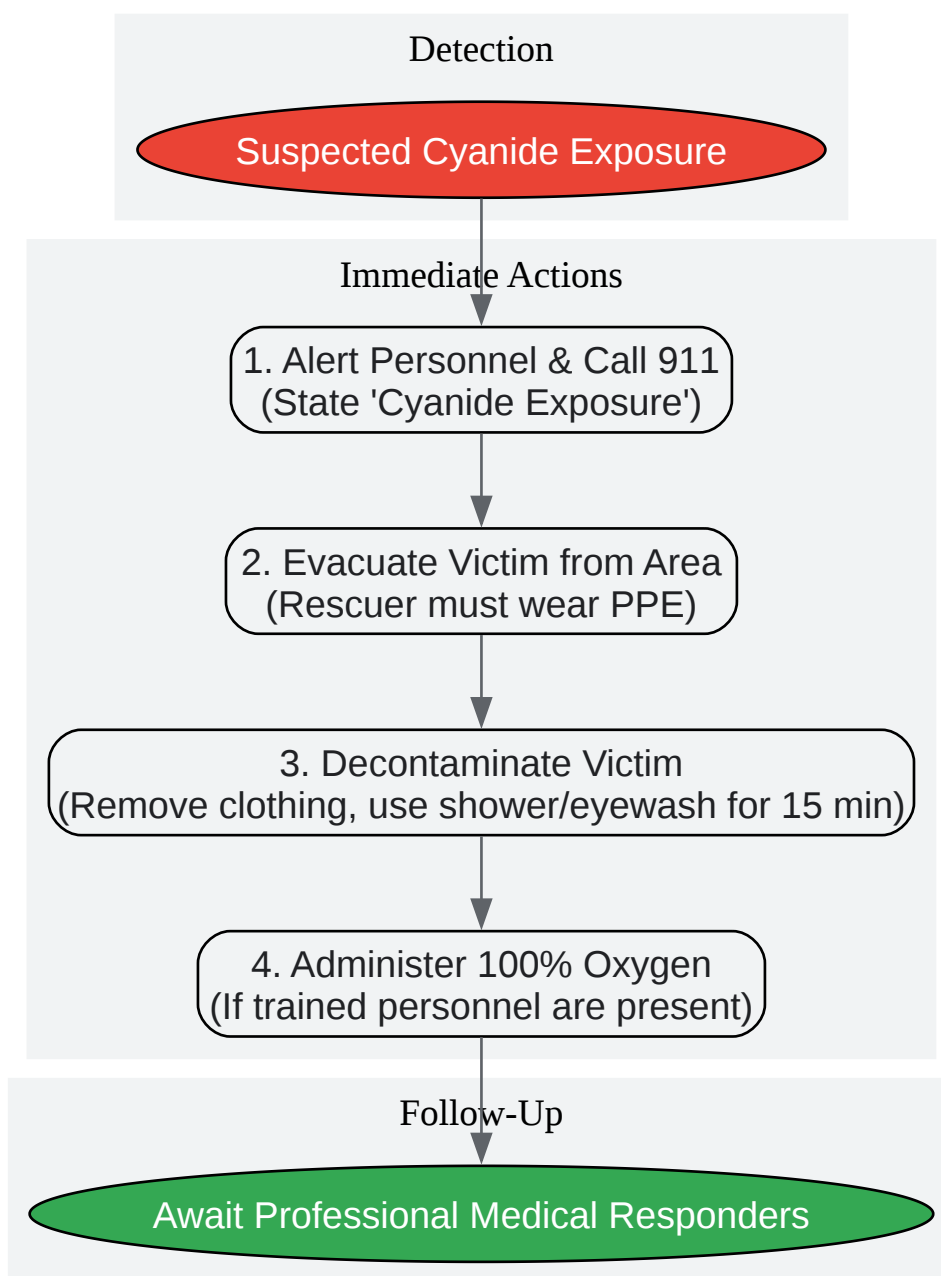 Detection
Suspected Cyanide Exposure
Immediate Actions
1. Alert Personnel & Call 911
(State 'Cyanide Exposure')
2. Evacuate Victim from Area
(Rescuer must wear PPE)
3. Decontaminate Victim
(Remove clothing, use shower/eyewash for 15 min)
4. Administer 100% Oxygen
(If trained personnel are present)
Follow-Up
Await Professional Medical Responders